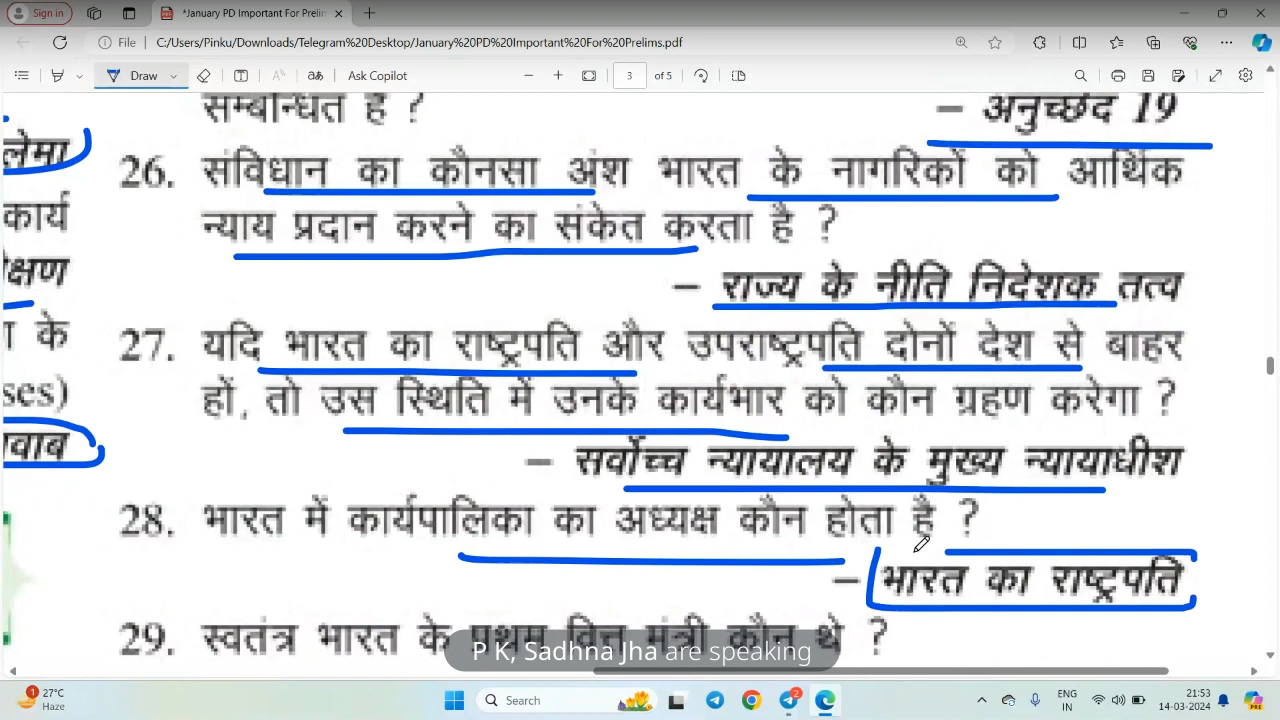 Sign in
*January PD Important For Prelim
File
C:/Users/Pinku/Downloads/Telegram%20Desktop/January%20PD%20Important%20For%20Prelims.pdf
Draw
Ask Copilot
3 of 5
सम्बन्धित है ?
– अनुच्छेद 19
लेमा
26. संविधान का कौनसा अंश भारत के नागरिकों को आर्थिक
कार्य
न्याय प्रदान करने का संकेत करता है ?
क्षण
– राज्य के नीति निदेशक तत्व
के
27. यदि भारत का राष्ट्रपति और उपराष्ट्रपति दोनों देश से बाहर
ses)
हों, तो उस स्थिति में उनके कार्यभार को कौन ग्रहण करेगा ?
वाब
– सर्वोच्च न्यायालय के मुख्य न्यायाधीश
28. भारत में कार्यपालिका का अध्यक्ष कौन होता है ?
– भारत का राष्ट्रपति
29. स्वतंत्र भारत के प्रथम वित्त मंत्री कौन थे ?
P K, Sadhna Jha are speaking
1
27°C
Haze
Search
2
ENG
IN
21:53
14-03-2024